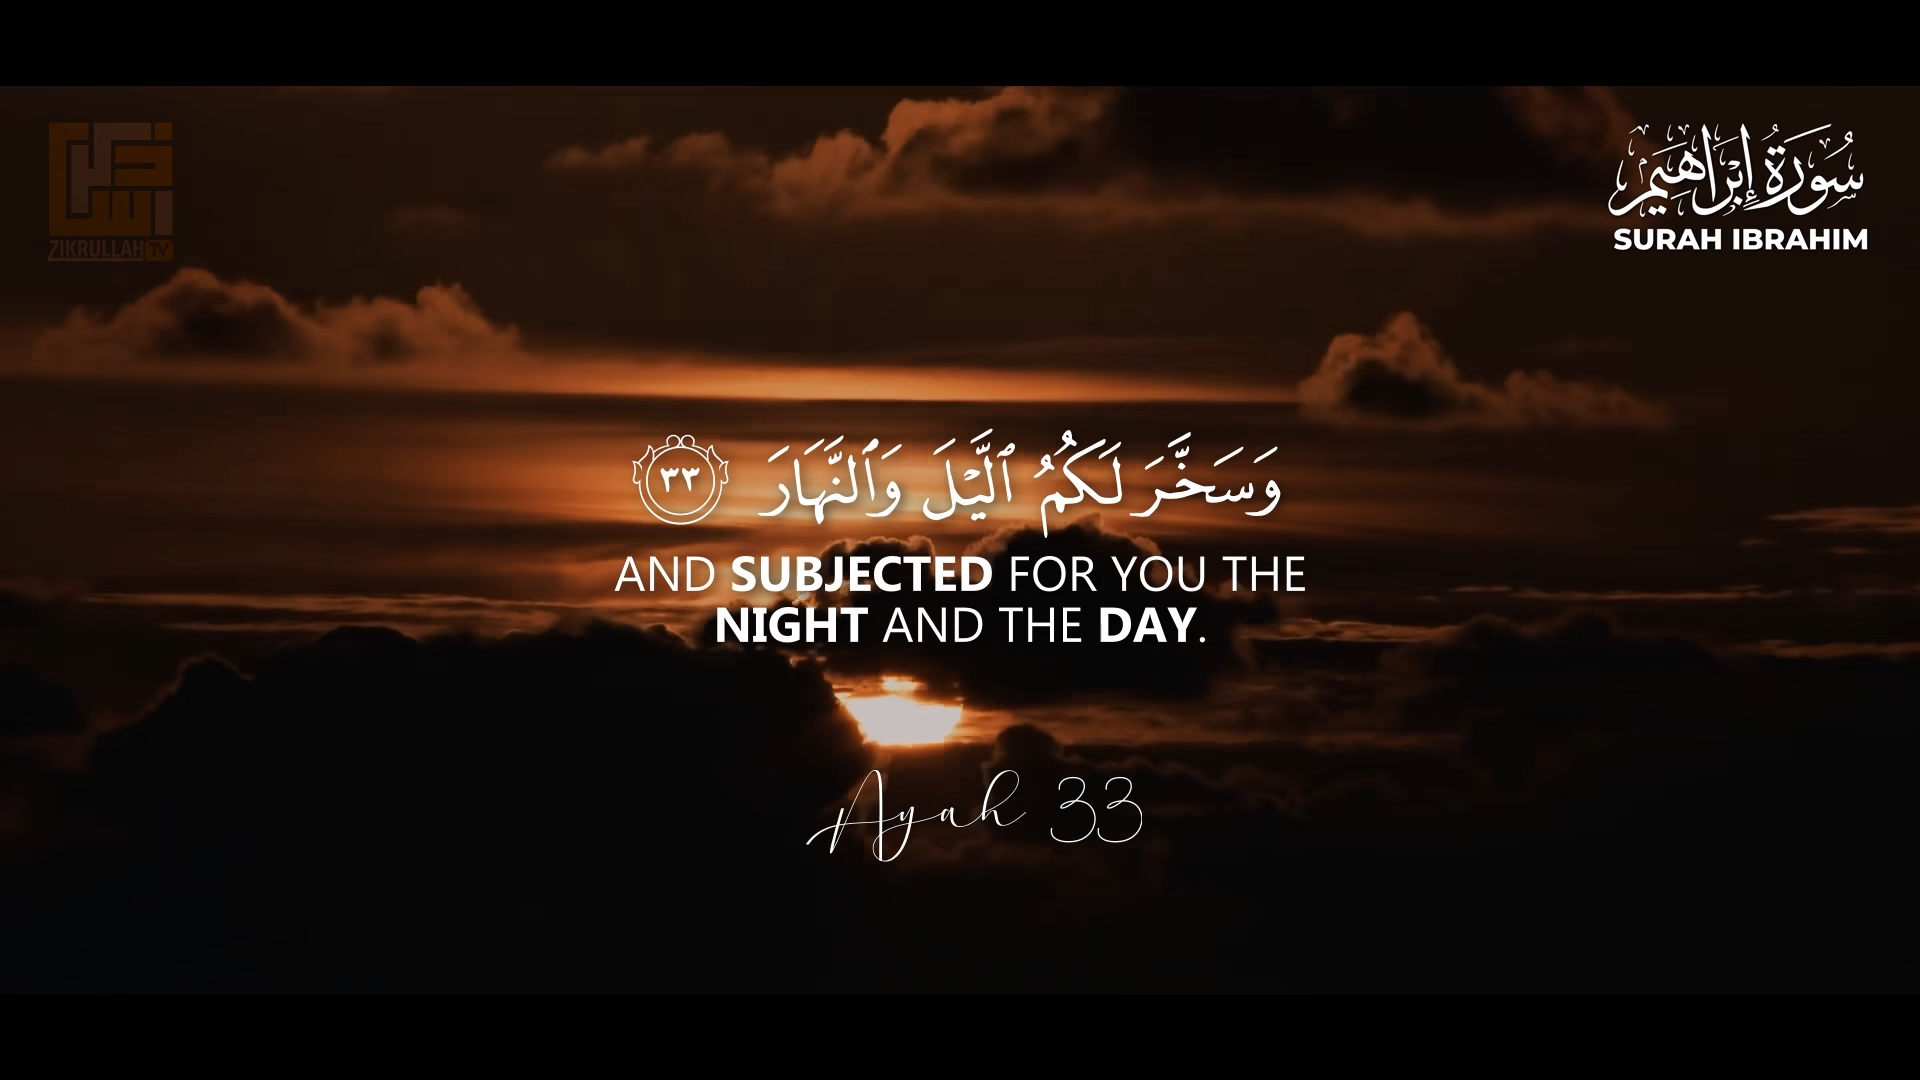 ZIKRULLAH TV
سُورَةُ إِبْرَاهِيم
SURAH IBRAHIM
وَسَخَّرَ لَكُمُ ٱلَّيْلَ وَٱلنَّهَارَ ٣٣
AND SUBJECTED FOR YOU THE
NIGHT AND THE DAY.
Ayah 33